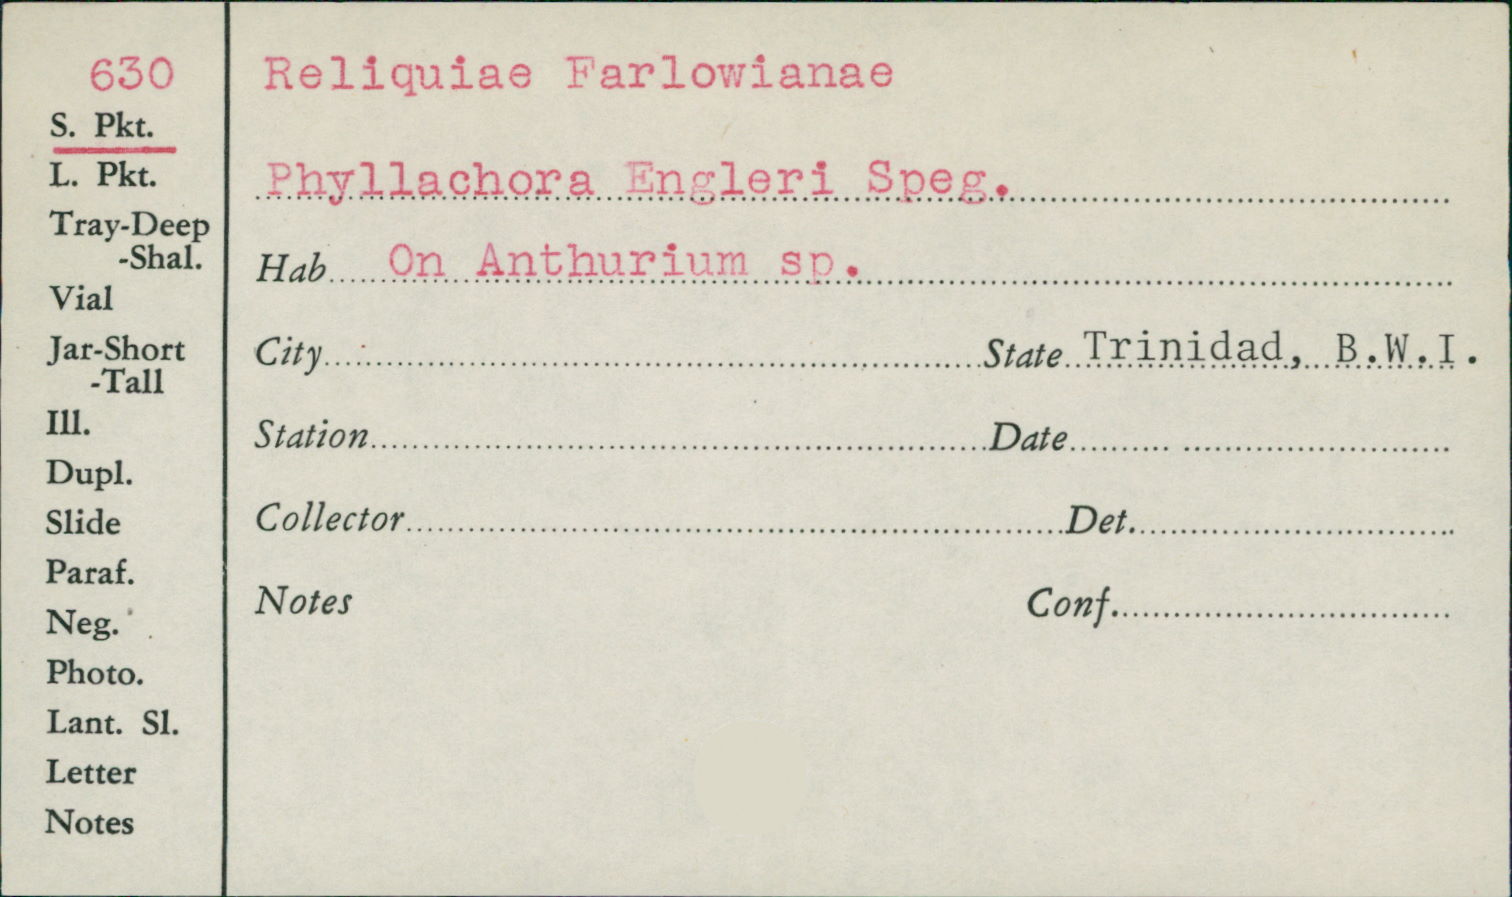 630
S. Pkt.
L. Pkt.
Tray-Deep
-Shal.
Vial
Jar-Short
-Tall
Ill.
Dupl.
Slide
Paraf.
Neg.
Photo.
Lant. Sl.
Letter
Notes
Reliquiae Farlowianae
Phyllachora Engleri Speg.
Hab On Anthurium sp.
City State Trinidad, B.W.I.
Station Date
Collector Det.
Notes Conf.